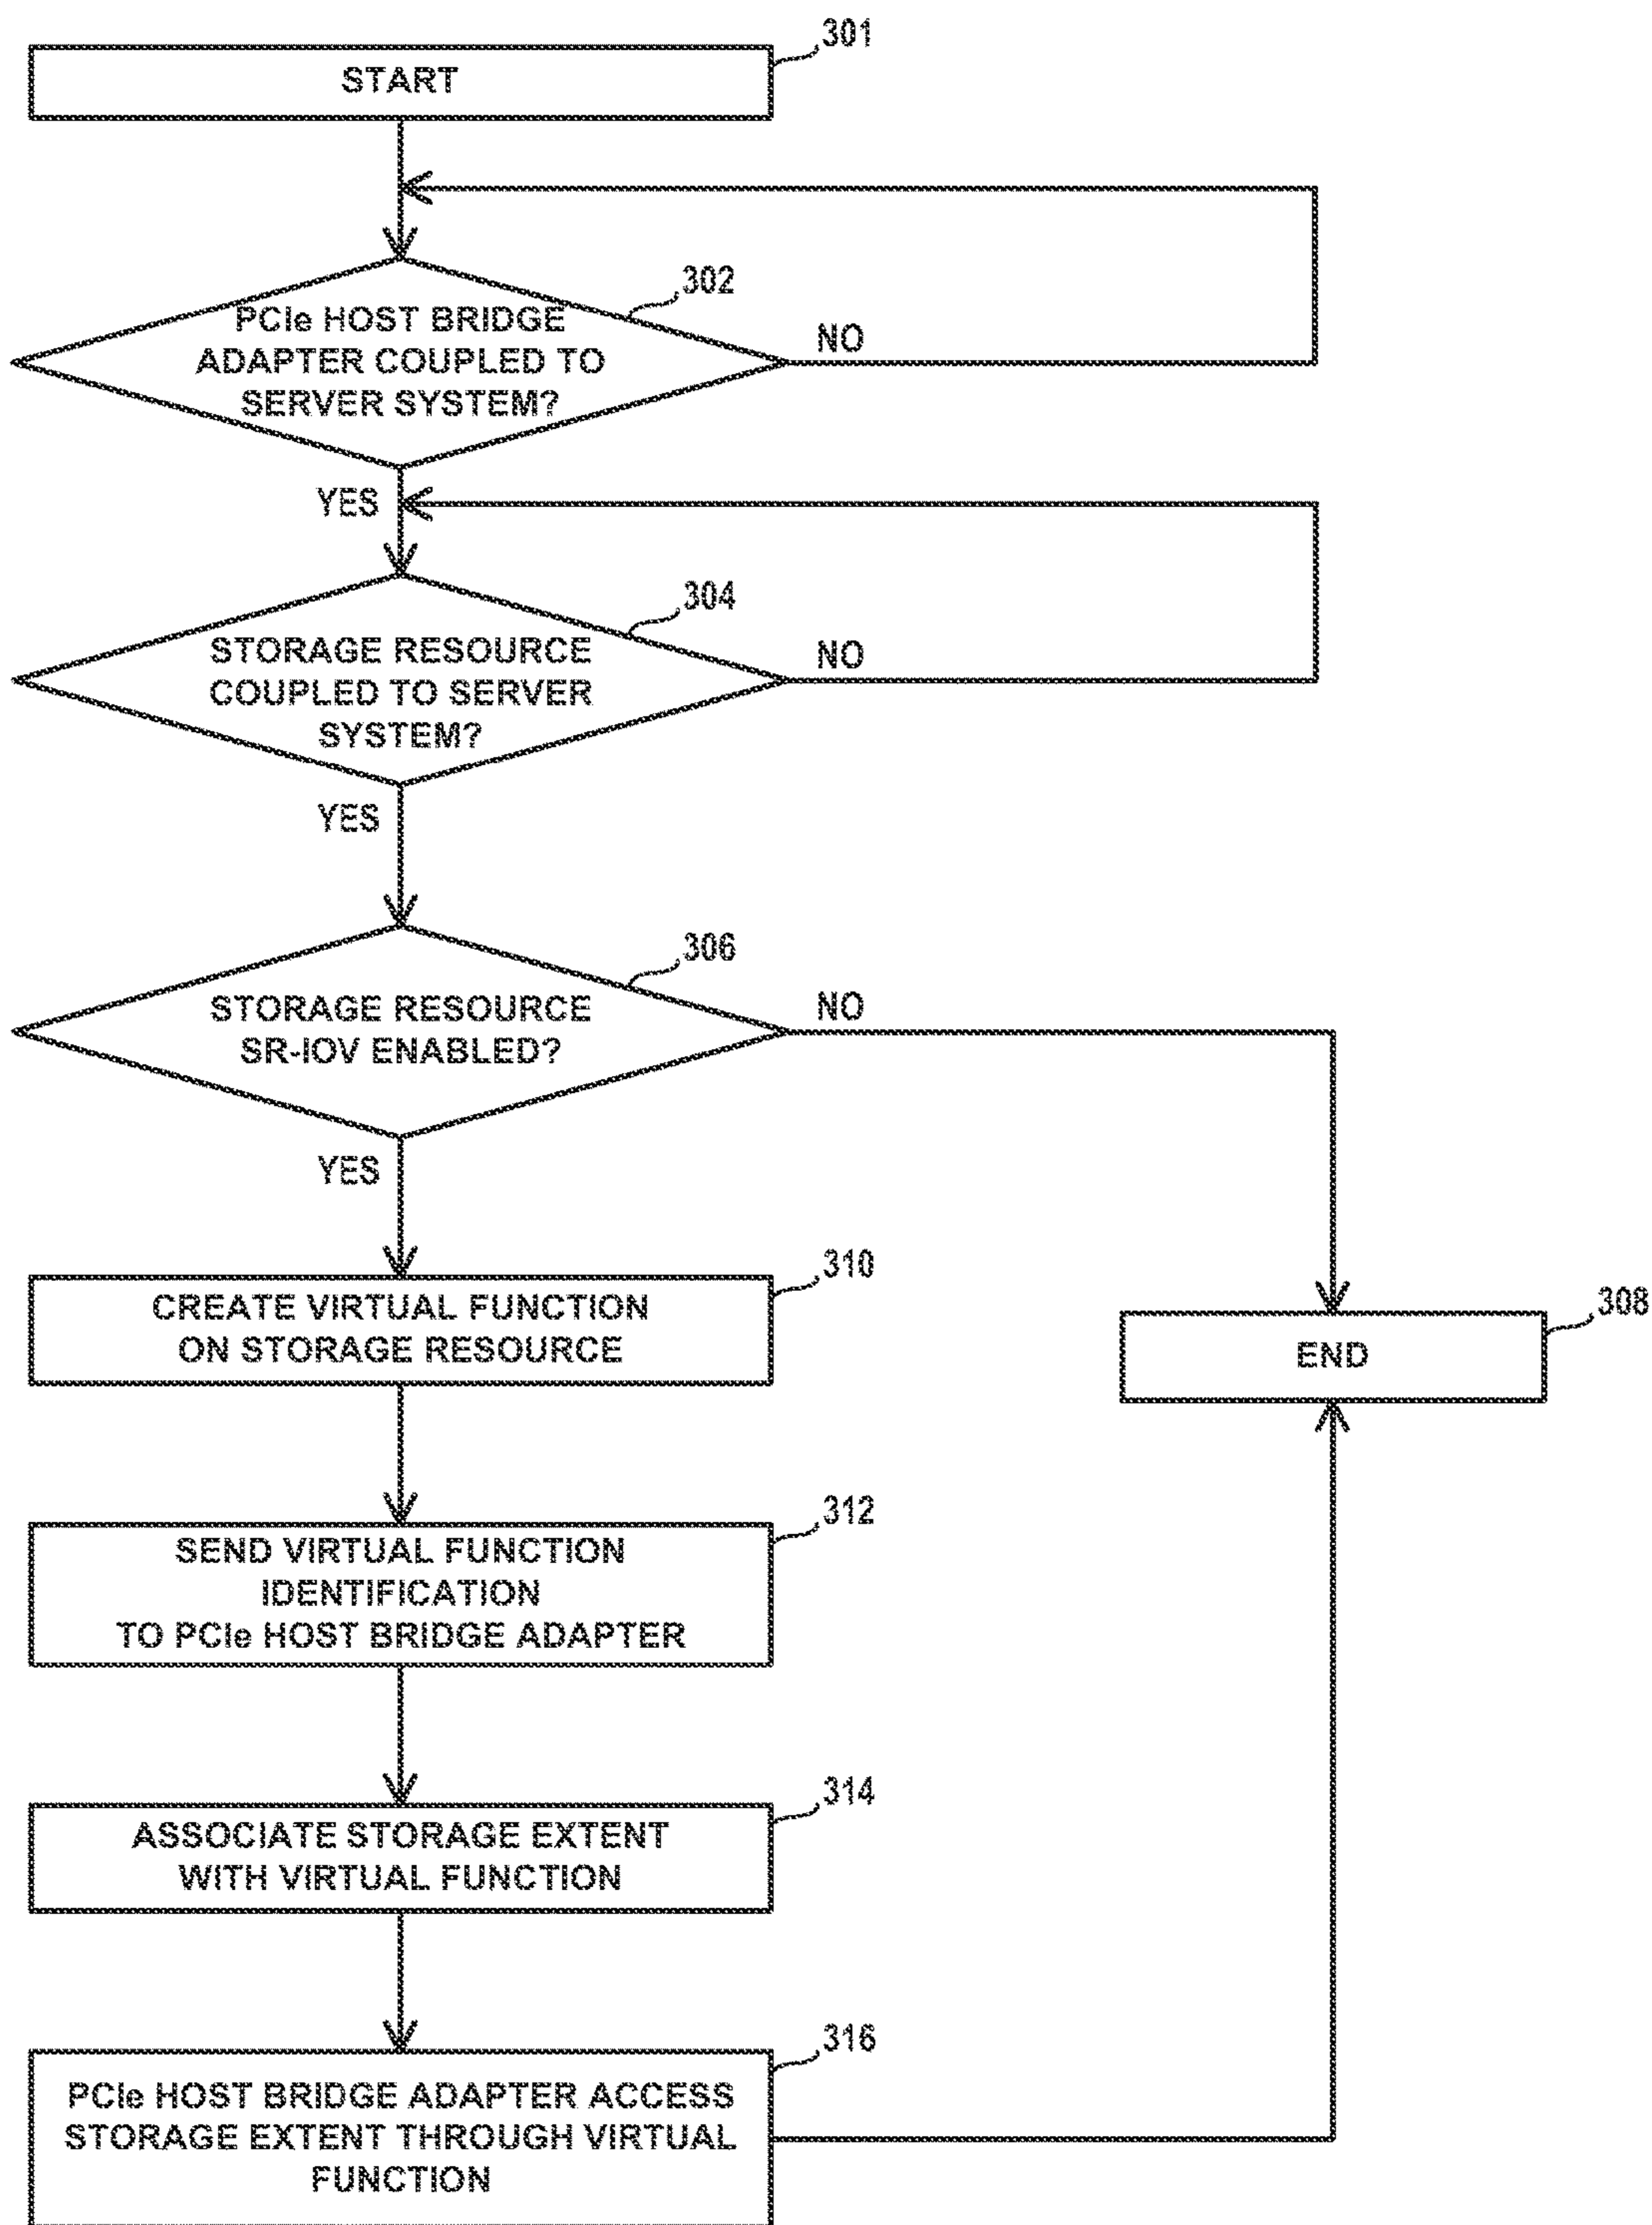 301
START
302
PCIe HOST BRIDGE
ADAPTER COUPLED TO
SERVER SYSTEM?
NO
YES
304
STORAGE RESOURCE
COUPLED TO SERVER
SYSTEM?
NO
YES
306
STORAGE RESOURCE
SR-IOV ENABLED?
NO
YES
310
CREATE VIRTUAL FUNCTION
ON STORAGE RESOURCE
308
END
312
SEND VIRTUAL FUNCTION
IDENTIFICATION
TO PCIe HOST BRIDGE ADAPTER
314
ASSOCIATE STORAGE EXTENT
WITH VIRTUAL FUNCTION
316
PCIe HOST BRIDGE ADAPTER ACCESS
STORAGE EXTENT THROUGH VIRTUAL
FUNCTION